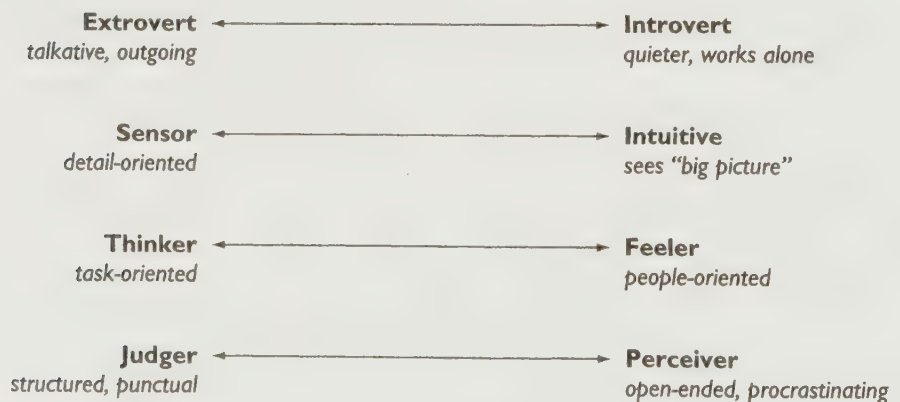 Extrovert Introvert
talkative, outgoing quieter, works alone
Sensor Intuitive
detail-oriented sees "big picture"
Thinker Feeler
task-oriented people-oriented
Judger Perceiver
structured, punctual open-ended, procrastinating